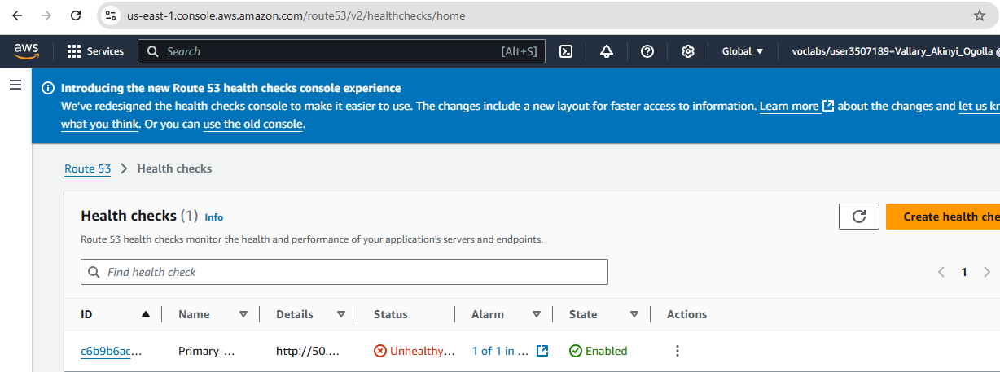 us-east-1.console.aws.amazon.com/route53/v2/healthchecks/home
aws Services Search [Alt+S] Global voclabs/user3507189=Vallary_Akinyi_Ogolla @
Introducing the new Route 53 health checks console experience
We've redesigned the health checks console to make it easier to use. The changes include a new layout for faster access to information. Learn more about the changes and let us kn
what you think. Or you can use the old console.
Route 53 Health checks
Health checks (1) Info
Create health che
Route 53 health checks monitor the health and performance of your application's servers and endpoints.
Find health check
1
ID Name Details Status Alarm State Actions
c6b9b6ac... Primary-... http://50.... Unhealthy... 1 of 1 in ... Enabled